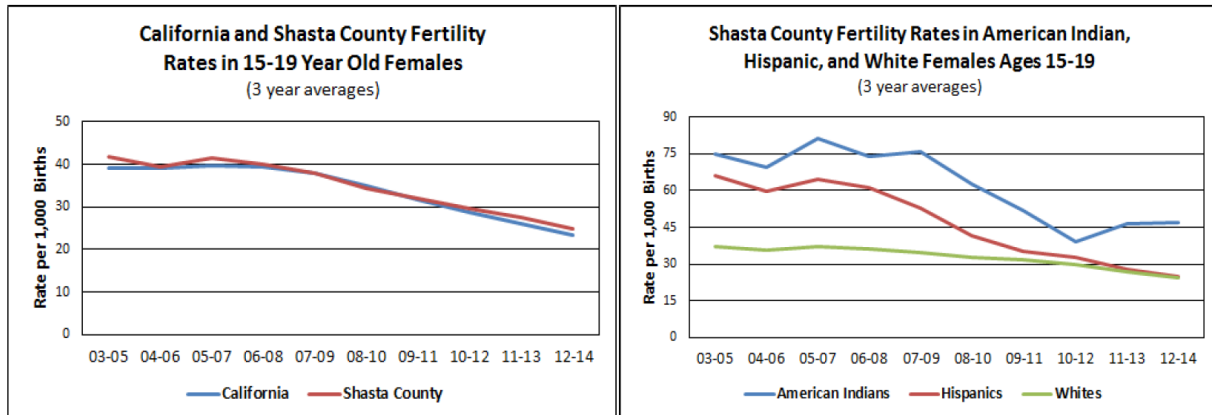 California and Shasta County Fertility
Rates in 15-19 Year Old Females
(3 year averages)
Rate per 1,000 Births
50
40
30
20
10
0
03-05 04-06 05-07 06-08 07-09 08-10 09-11 10-12 11-13 12-14
California Shasta County
Shasta County Fertility Rates in American Indian,
Hispanic, and White Females Ages 15-19
(3 year averages)
Rate per 1,000 Births
90
75
60
45
30
15
0
03-05 04-06 05-07 06-08 07-09 08-10 09-11 10-12 11-13 12-14
American Indians Hispanics Whites